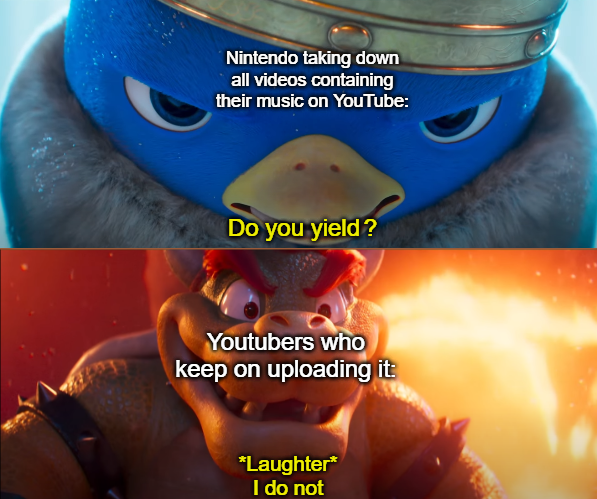 Nintendo taking down
all videos containing
their music on YouTube:
Do you yield ?
Youtubers who
keep on uploading it:
*Laughter*
I do not